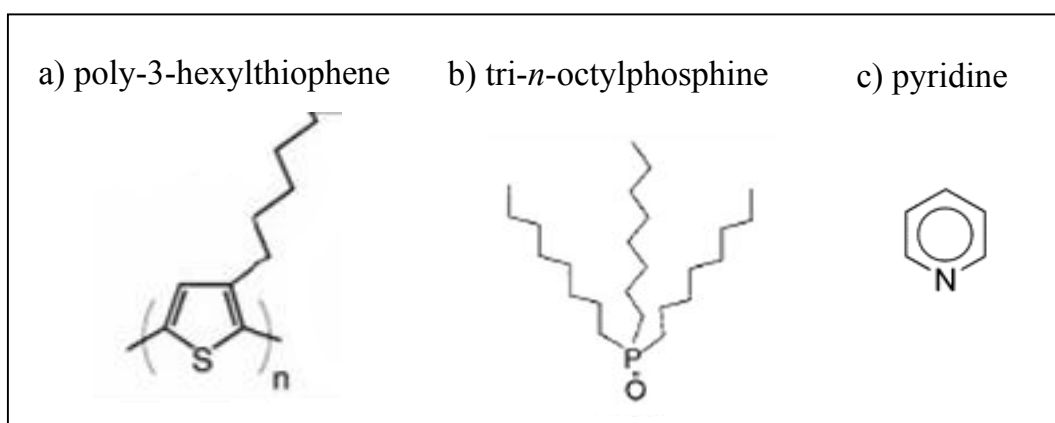 a) poly-3-hexylthiophene
b) tri-n-octylphosphine
c) pyridine
S
n
P
O
N